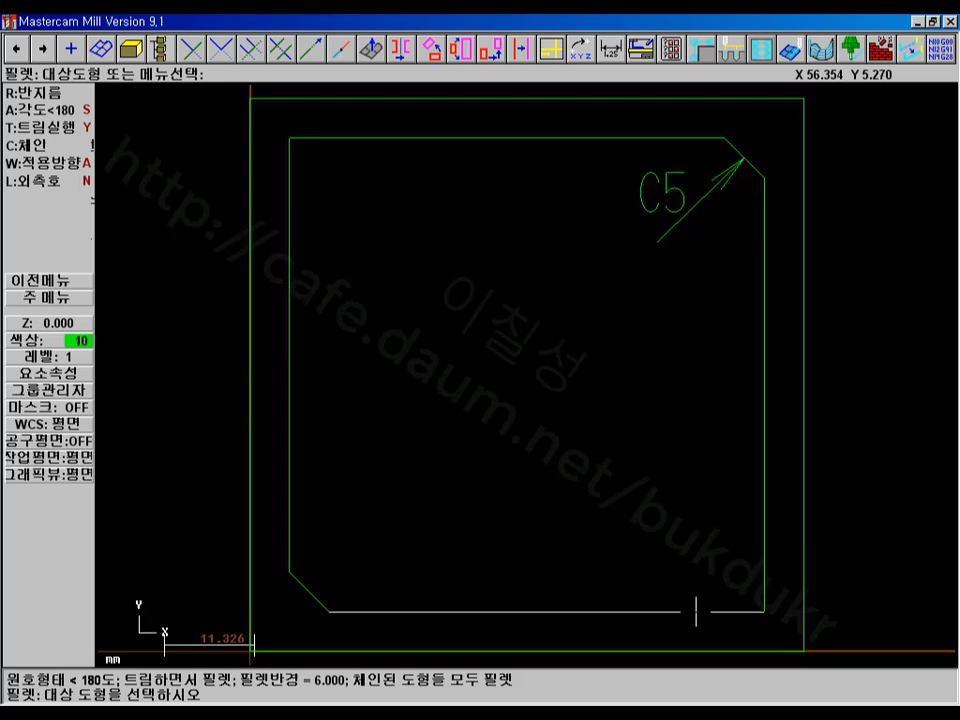 Mastercam Mill Version 9.1
필렛: 대상도형 또는 메뉴선택:
X 56.354 Y 5.270
R:반지름
A:각도<180 S
T:트림실행 Y
C:체인
W:적용방향 A
L:외측호 N
이전메뉴
주 메뉴
Z: 0.000
색상: 10
레벨: 1
요소속성
그룹관리자
마스크: OFF
WCS: 평면
공구평면:OFF
작업평면:평면
그래픽뷰:평면
C5
http://cafe.daum.net/bukdukr
이칠성
Y
X
11.326
mm
원호형태 < 180도; 트림하면서 필렛; 필렛반경 = 6.000; 체인된 도형들 모두 필렛
필렛: 대상 도형을 선택하시오